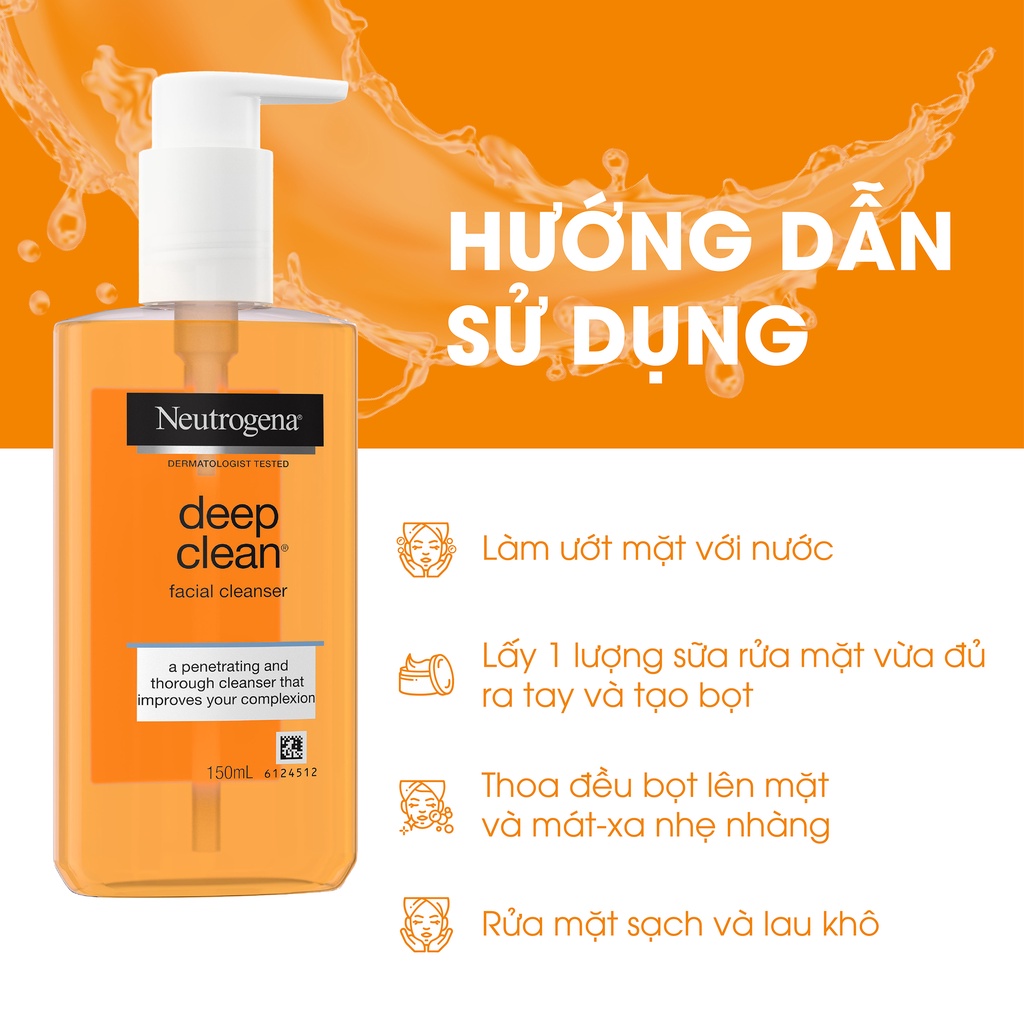 HƯỚNG DẪN
SỬ DỤNG
Neutrogena®
DERMATOLOGIST TESTED
deep
clean®
facial cleanser
a penetrating and
thorough cleanser that
improves your complexion
150mL 6124512
Làm ướt mặt với nước
Lấy 1 lượng sữa rửa mặt vừa đủ
ra tay và tạo bọt
Thoa đều bọt lên mặt
và mát-xa nhẹ nhàng
Rửa mặt sạch và lau khô